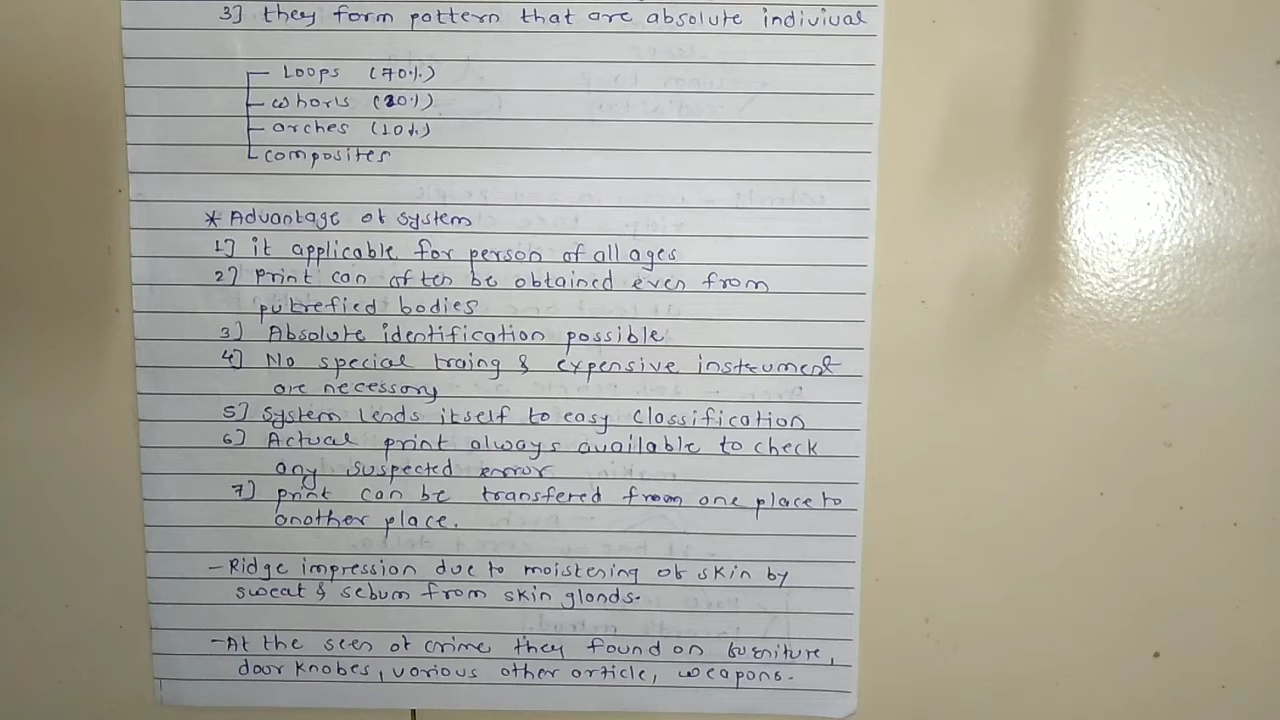 3] they form pattern that are absolute indiviual
Loops (70%)
whorls (20%)
arches (10%)
composites
* Advantage of system
1] it applicable for person of all ages
2] Print can often be obtained even from
putrefied bodies
3] Absolute identification possible
4] No special traing & expensive instrument
are necessary
5] System lends itself to easy classification
6] Actual print always available to check
any suspected error
7] print can be transfered from one place to
another place.
- Ridge impression due to moistening of skin by
sweat & sebum from skin glands.
- At the seen of crime they found on furniture,
door knobes, various other article, weapons.